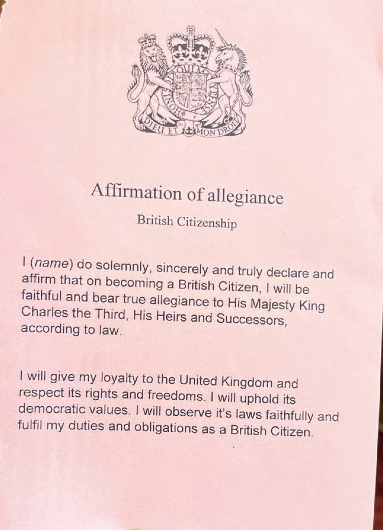 DIEU ET MON DROIT
Affirmation of allegiance
British Citizenship
I (name) do solemnly, sincerely and truly declare and
affirm that on becoming a British Citizen, I will be
faithful and bear true allegiance to His Majesty King
Charles the Third, His Heirs and Successors,
according to law.
I will give my loyalty to the United Kingdom and
respect its rights and freedoms. I will uphold its
democratic values. I will observe it's laws faithfully and
fulfil my duties and obligations as a British Citizen.